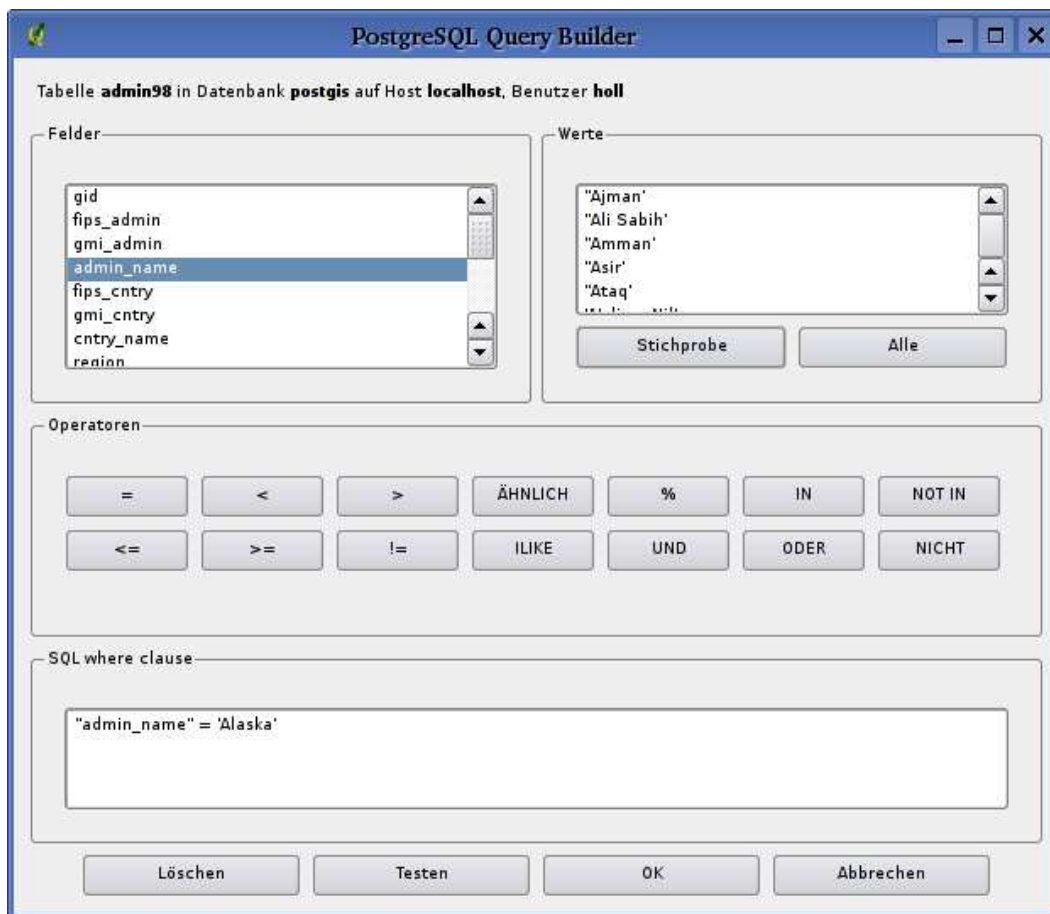 PostgreSQL Query Builder
Tabelle admin98 in Datenbank postgis auf Host localhost, Benutzer holl
Felder
gid
fips_admin
gmi_admin
admin_name
fips_cntry
gmi_cntry
cntry_name
region
Werte
"Ajman'
"Ali Sabih'
"Amman'
"Asir'
"Ataq'
Stichprobe
Alle
Operatoren
=
<
>
ÄHNLICH
%
IN
NOT IN
<=
>=
!=
ILIKE
UND
ODER
NICHT
SQL where clause
"admin_name" = 'Alaska'
Löschen
Testen
OK
Abbrechen